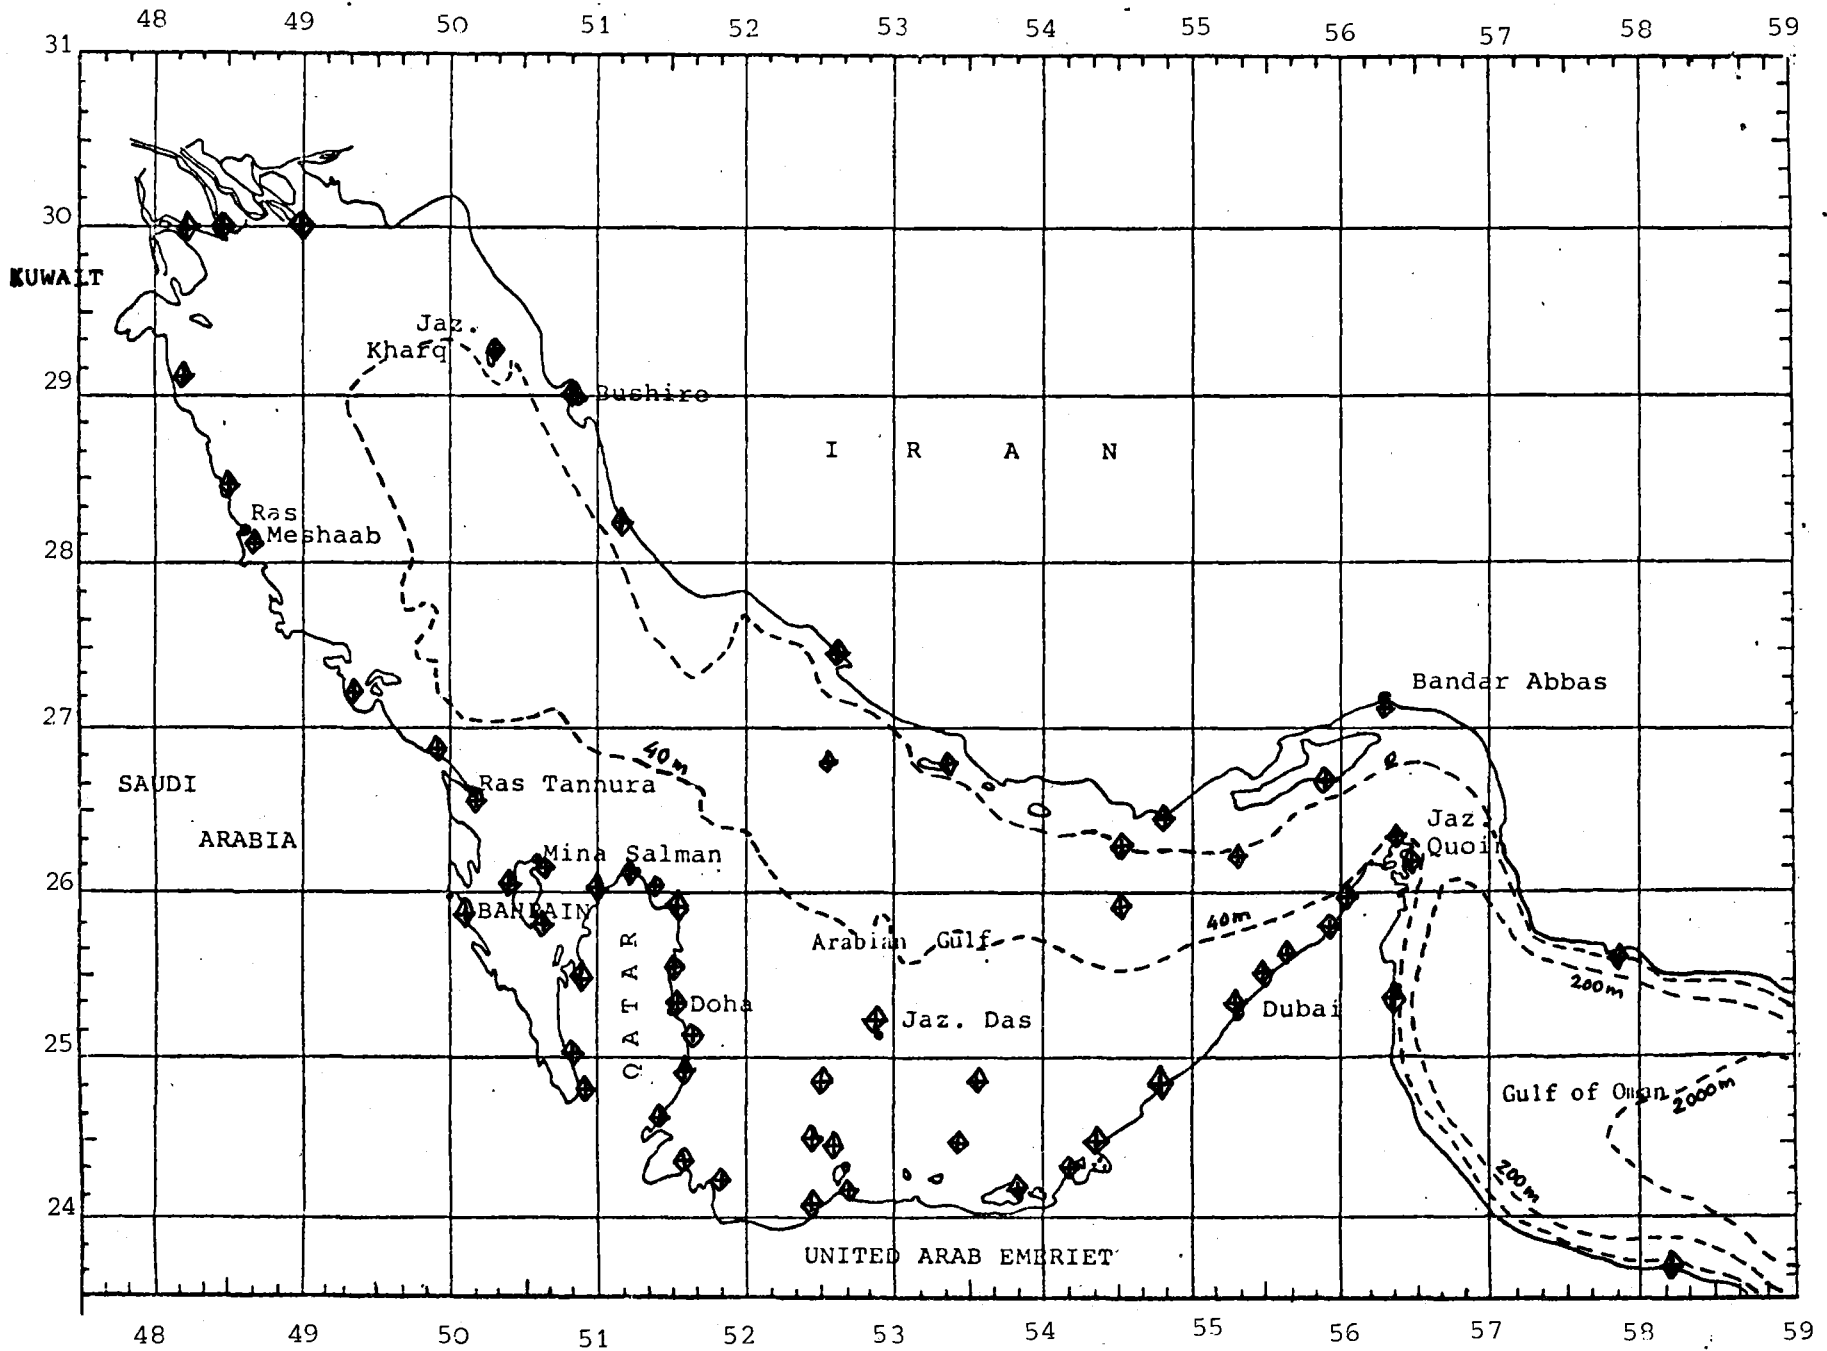 48 49 50 51 52 53 54 55 56 57 58 59
31
30
KUWAIT
Jaz.
Kharq
29
Bushire
I R A N
Ras
Meshaab
28
Bandar Abbas
27
40m
SAUDI
Ras Tannura
ARABIA
Jaz
Quoin
Mina Salman
26
BAHRAIN
40m
Arabian Gulf
QATAR
200m
Doha
Dubai
Jaz. Das
25
Gulf of Oman
2000m
200m
24
UNITED ARAB EMERIET
48 49 50 51 52 53 54 55 56 57 58 59